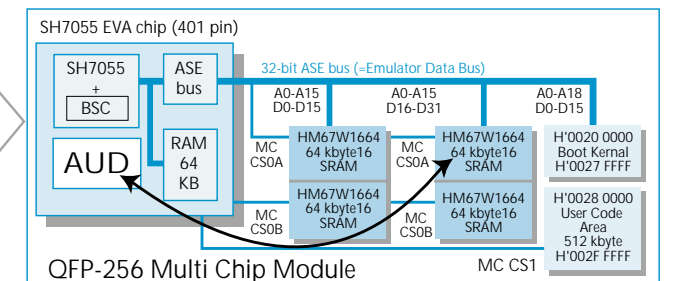 SH7055 EVA chip (401 pin)
SH7055
+
BSC
ASE
bus
AUD
RAM
64
KB
32-bit ASE bus (=Emulator Data Bus)
A0-A15
D0-D15
A0-A15
D16-D31
A0-A18
D0-D15
MC
CS0A
HM67W1664
64 kbyte16
SRAM
MC
CS0A
HM67W1664
64 kbyte16
SRAM
H'0020 0000
Boot Kernal
H'0027 FFFF
MC
CS0B
HM67W1664
64 kbyte16
SRAM
MC
CS0B
HM67W1664
64 kbyte16
SRAM
H'0028 0000
User Code
Area
512 kbyte
H'002F FFFF
QFP-256 Multi Chip Module
MC CS1